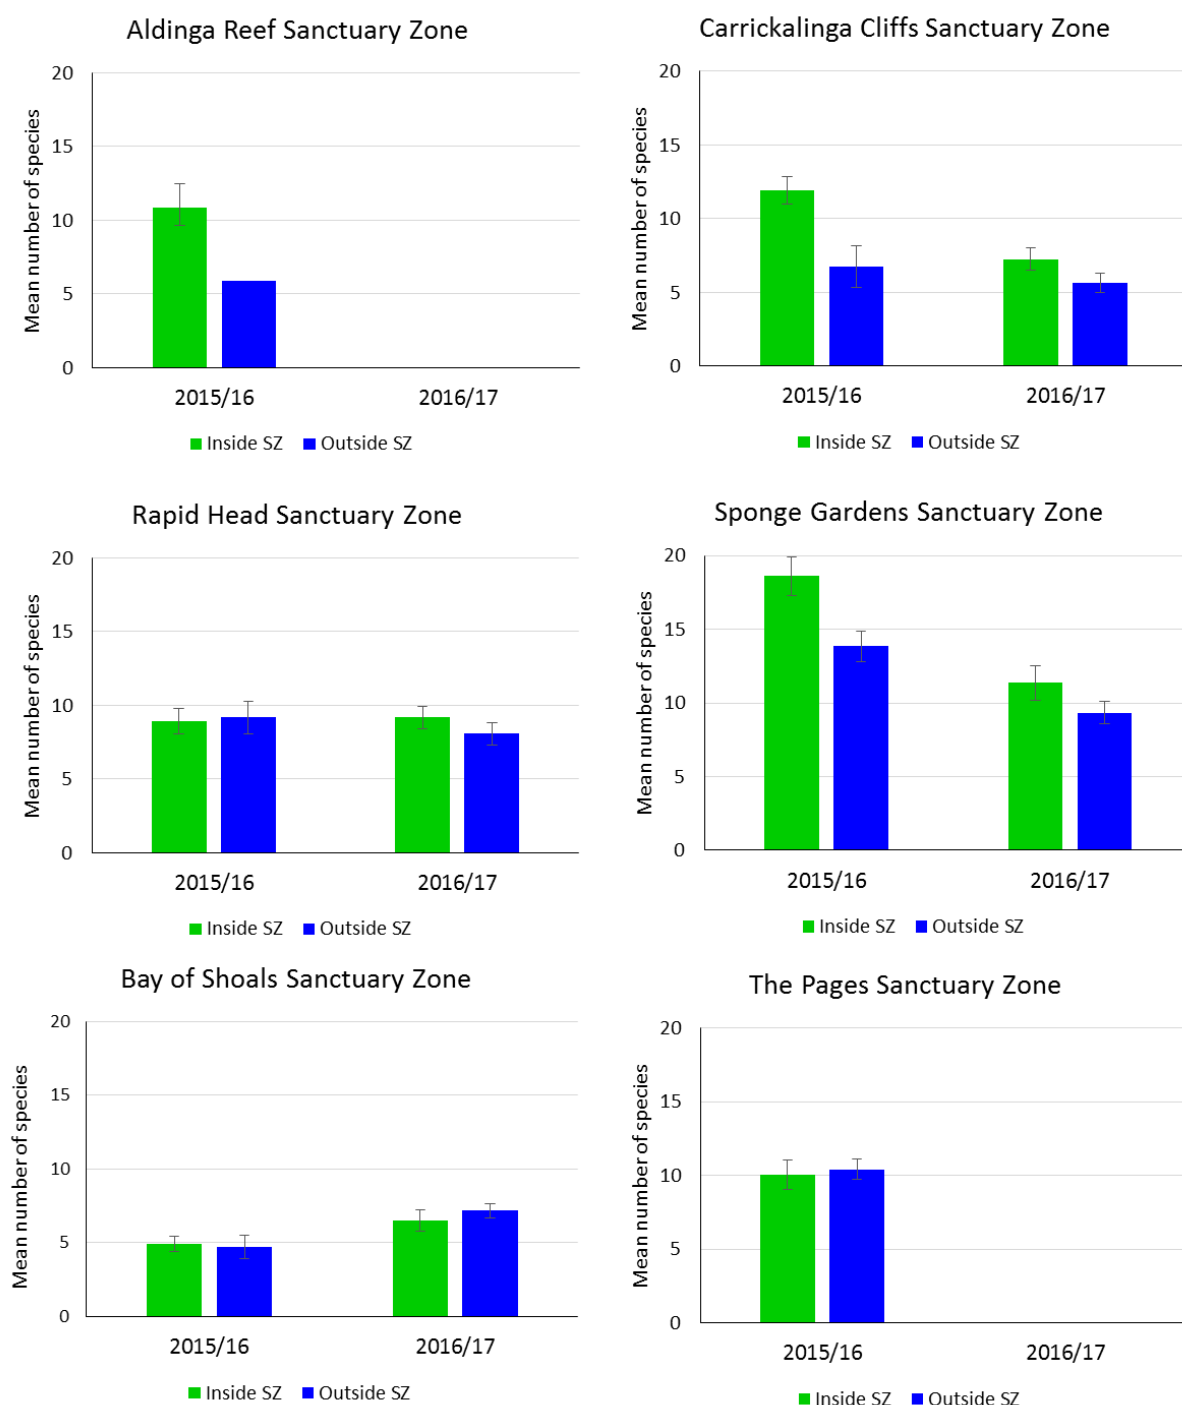 Aldinga Reef Sanctuary Zone
Mean number of species
20
15
10
5
0
2015/16 2016/17
Inside SZ Outside SZ
Carrickalinga Cliffs Sanctuary Zone
Mean number of species
20
15
10
5
0
2015/16 2016/17
Inside SZ Outside SZ
Rapid Head Sanctuary Zone
Mean number of species
20
15
10
5
0
2015/16 2016/17
Inside SZ Outside SZ
Sponge Gardens Sanctuary Zone
Mean number of species
20
15
10
5
0
2015/16 2016/17
Inside SZ Outside SZ
Bay of Shoals Sanctuary Zone
Mean number of species
20
15
10
5
0
2015/16 2016/17
Inside SZ Outside SZ
The Pages Sanctuary Zone
Mean number of species
20
15
10
5
0
2015/16 2016/17
Inside SZ Outside SZ